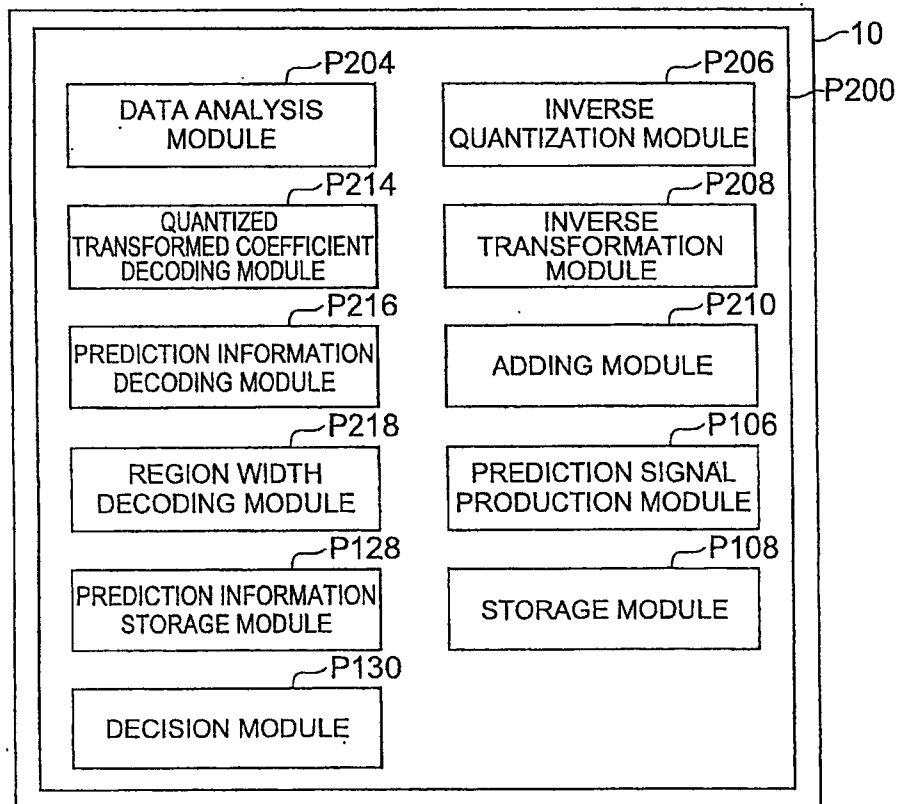 10
P200
P204
DATA ANALYSIS
MODULE
P206
INVERSE
QUANTIZATION MODULE
P214
QUANTIZED
TRANSFORMED COEFFICIENT
DECODING MODULE
P208
INVERSE
TRANSFORMATION
MODULE
P216
PREDICTION INFORMATION
DECODING MODULE
P210
ADDING MODULE
P218
REGION WIDTH
DECODING MODULE
P106
PREDICTION SIGNAL
PRODUCTION MODULE
P128
PREDICTION INFORMATION
STORAGE MODULE
P108
STORAGE MODULE
P130
DECISION MODULE